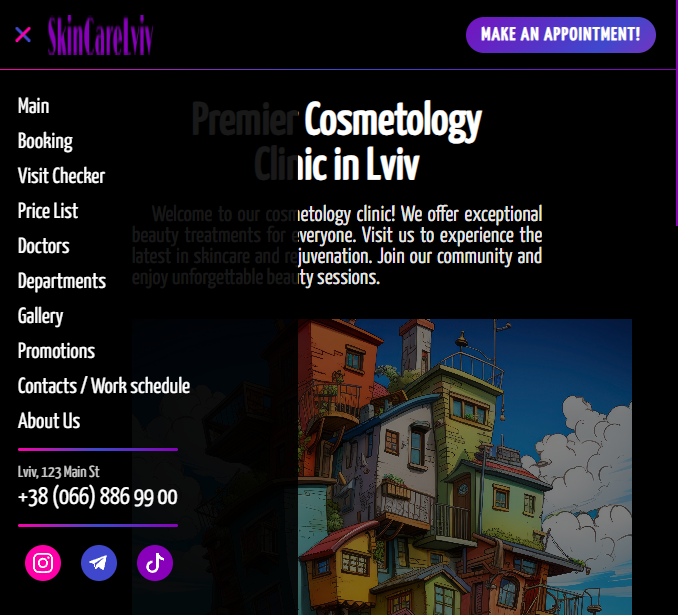 SkinCareLviv
MAKE AN APPOINTMENT!
Main
Booking
Visit Checker
Price List
Doctors
Departments
Gallery
Promotions
Contacts / Work schedule
About Us
Lviv, 123 Main St
+38 (066) 886 99 00
Premier Cosmetology
Clinic in Lviv
Welcome to our cosmetology clinic! We offer exceptional
beauty treatments for everyone. Visit us to experience the
latest in skincare and rejuvenation. Join our community and
enjoy unforgettable beauty sessions.